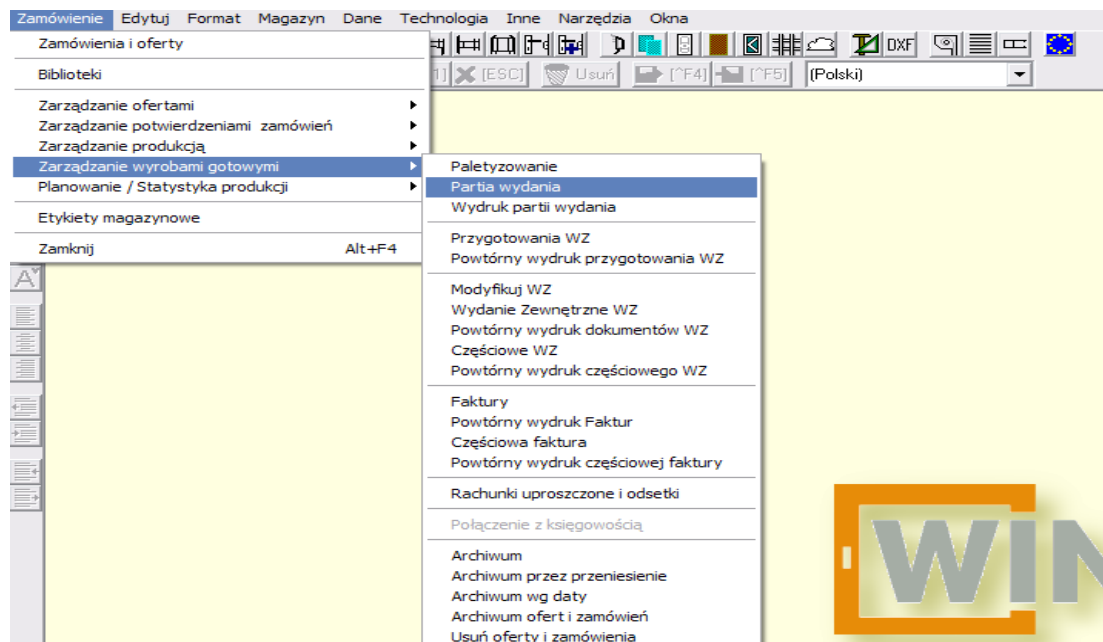 Zamówienie Edytuj Format Magazyn Dane Technologia Inne Narzędzia Okna
Zamówienia i oferty
Biblioteki
Zarządzanie ofertami
Zarządzanie potwierdzeniami zamówień
Zarządzanie produkcją
Zarządzanie wyrobami gotowymi
Planowanie / Statystyka produkcji
Etykiety magazynowe
Zamknij Alt+F4
DXF
1] [ESC] Usuń [^F4] [^F5] (Polski)
Paletyzowanie
Partia wydania
Wydruk partii wydania
Przygotowania WZ
Powtórny wydruk przygotowania WZ
Modyfikuj WZ
Wydanie Zewnętrzne WZ
Powtórny wydruk dokumentów WZ
Częściowe WZ
Powtórny wydruk częściowego WZ
Faktury
Powtórny wydruk Faktur
Częściowa faktura
Powtórny wydruk częściowej faktury
Rachunki uproszczone i odsetki
Połączenie z księgowością
Archiwum
Archiwum przez przeniesienie
Archiwum wg daty
Archiwum ofert i zamówień
Usuń oferty i zamówienia
A
WIN